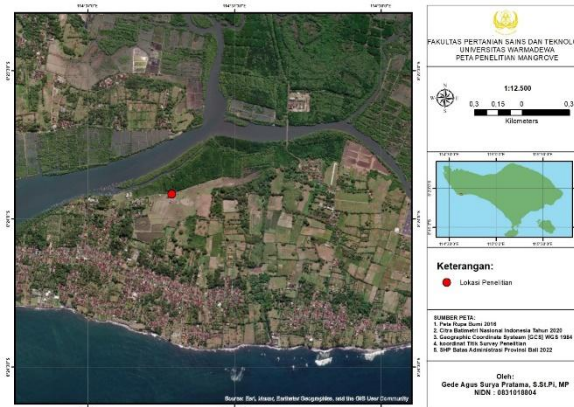 FAKULTAS PERTANIAN SAINS DAN TEKNOLOGI
UNIVERSITAS WARMADEWA
PETA PENELITIAN MANGROVE
1:12.500
0,3 0,15 0 0,3
Kilometers
N
W E
S
Keterangan:
Lokasi Penelitian
SUMBER PETA:
1. Peta Rupa Bumi 2016
2. Citra Batimetri Nasional Indonesia Tahun 2020
3. Geographic Coordinate Systeam [GCS] WGS 1984
4. koordinat Titik Survey Penelitian
5. SHP Batas Administrasi Provinsi Bali 2022
Oleh:
Gede Agus Surya Pratama, S.St.Pi, MP
NIDN : 0831018804
Source: Esri, Maxar, Earthstar Geographics, and the GIS User Community